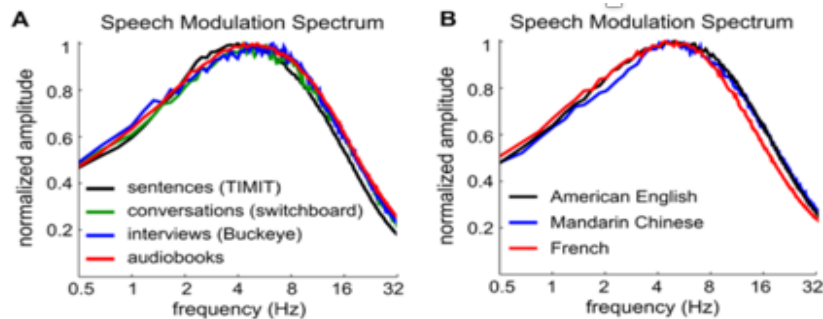 A
Speech Modulation Spectrum
normalized amplitude
1
0.8
0.6
0.4
0.2
sentences (TIMIT)
conversations (switchboard)
interviews (Buckeye)
audiobooks
0.5
1
2
4
8
16
32
frequency (Hz)
B
Speech Modulation Spectrum
normalized amplitude
1
0.8
0.6
0.4
0.2
American English
Mandarin Chinese
French
0.5
1
2
4
8
16
32
frequency (Hz)